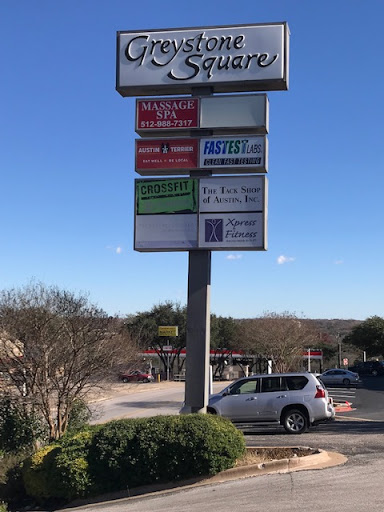 Greystone
Square
MASSAGE
SPA
512-988-7317
AUSTIN TERRIER
FASTEST LABS
CLEAN FAST TESTING
CROSSFIT
THE TACK SHOP
OF AUSTIN, INC.
Xpress
Fitness